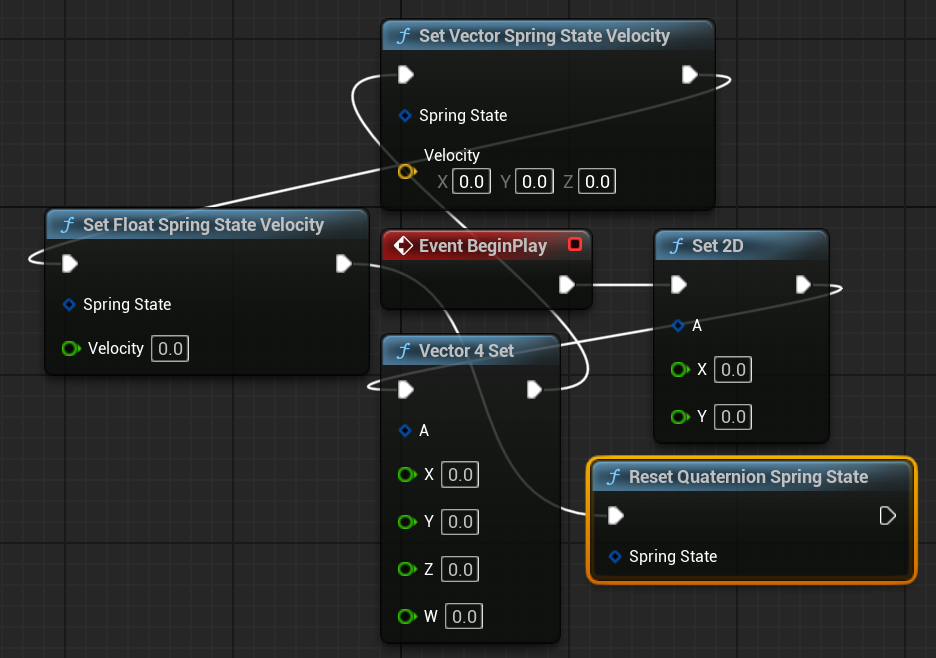 Set Vector Spring State Velocity
Spring State
Velocity
X 0.0 Y 0.0 Z 0.0
Set Float Spring State Velocity
Spring State
Velocity 0.0
Event BeginPlay
Set 2D
A
X 0.0
Y 0.0
Vector 4 Set
A
X 0.0
Y 0.0
Z 0.0
W 0.0
Reset Quaternion Spring State
Spring State